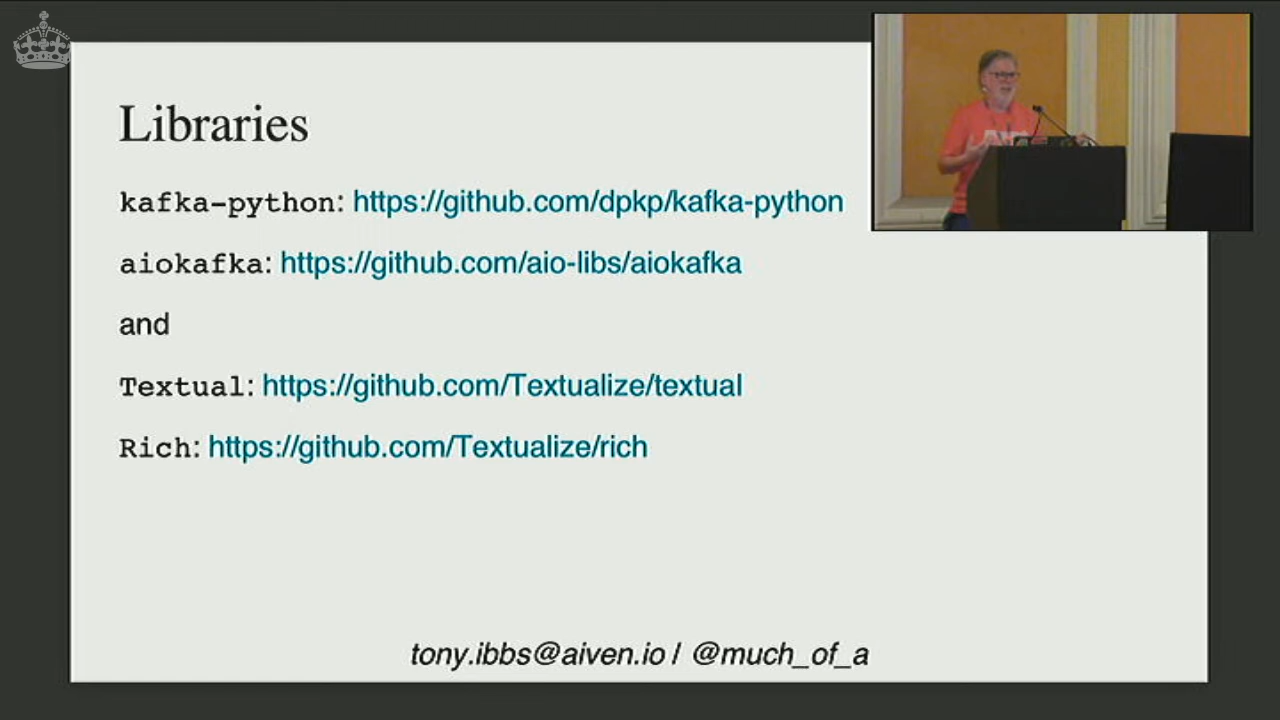 Libraries
kafka-python: https://github.com/dpkp/kafka-python
aiokafka: https://github.com/aio-libs/aiokafka
and
Textual: https://github.com/Textualize/textual
Rich: https://github.com/Textualize/rich
tony.ibbs@aiven.io / @much_of_a